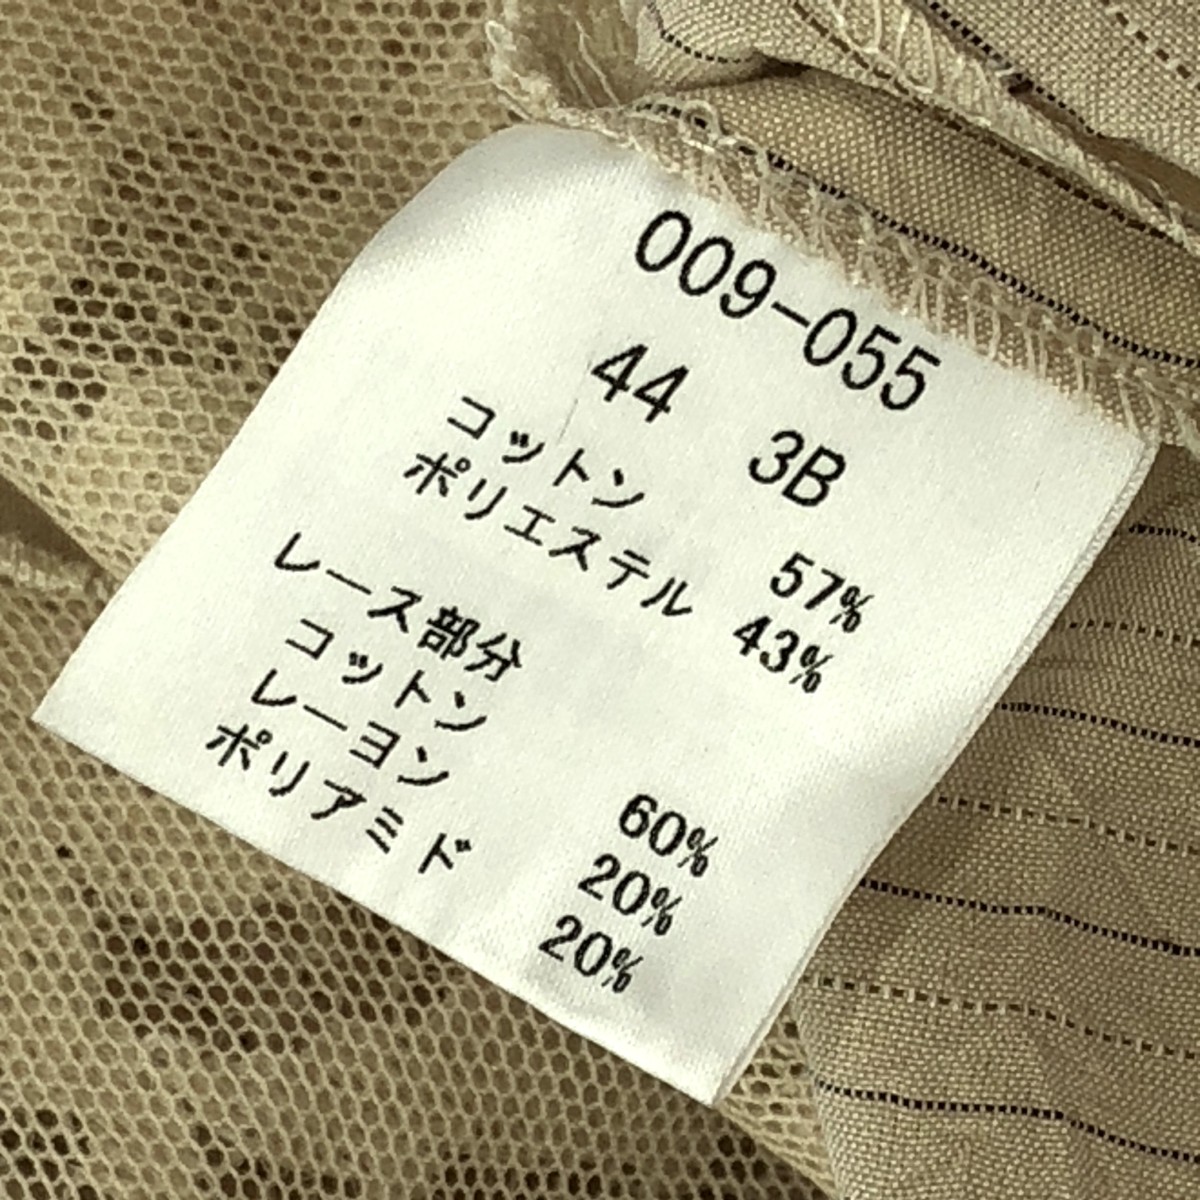 009-055
44 3B
コットン 57%
ポリエステル 43%
レース部分
コットン 60%
レーヨン 20%
ポリアミド 20%